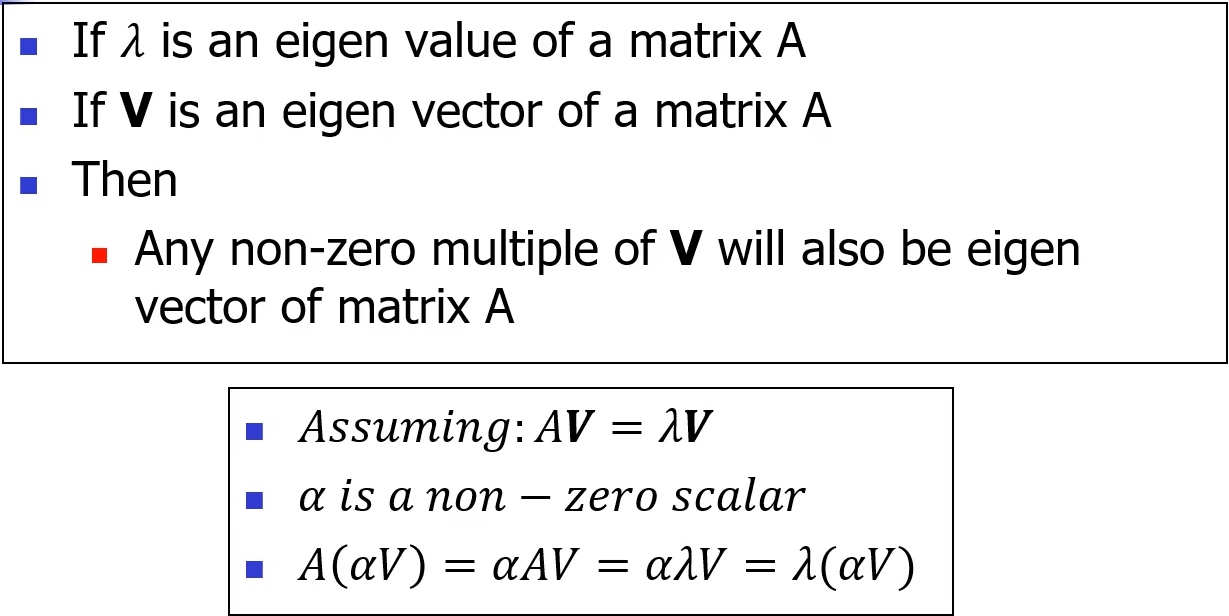 If λ is an eigen value of a matrix A
If V is an eigen vector of a matrix A
Then
Any non-zero multiple of V will also be eigen
vector of matrix A
Assuming: AV = λV
α is a non − zero scalar
A(αV) = αAV = αλV = λ(αV)